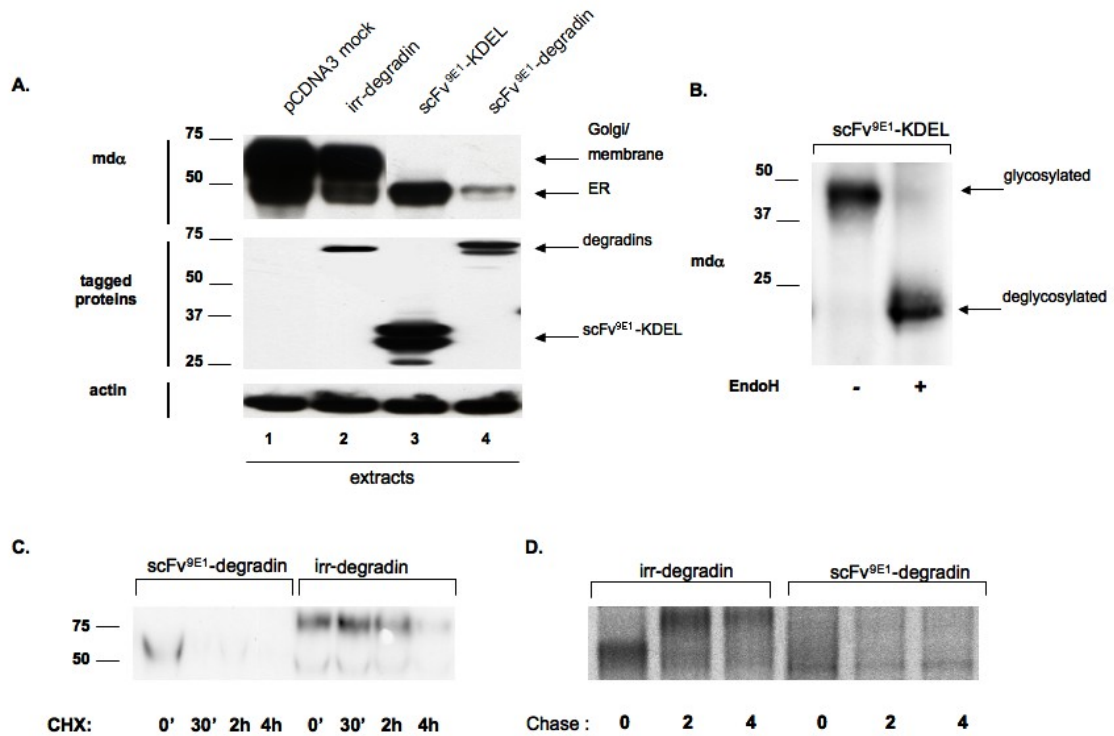 A.
pCDNA3 mock
irr-degradin
scFv9E1-KDEL
scFv9E1-degradin
mdα
75
50
Golgi/
membrane
ER
tagged
proteins
75
50
37
25
degradins
scFv9E1-KDEL
actin
1 2 3 4
extracts
B.
scFv9E1-KDEL
50
37
25
mdα
glycosylated
deglycosylated
EndoH - +
C.
scFv9E1-degradin irr-degradin
75
50
CHX: 0’ 30’ 2h 4h 0’ 30’ 2h 4h
D.
irr-degradin scFv9E1-degradin
Chase : 0 2 4 0 2 4